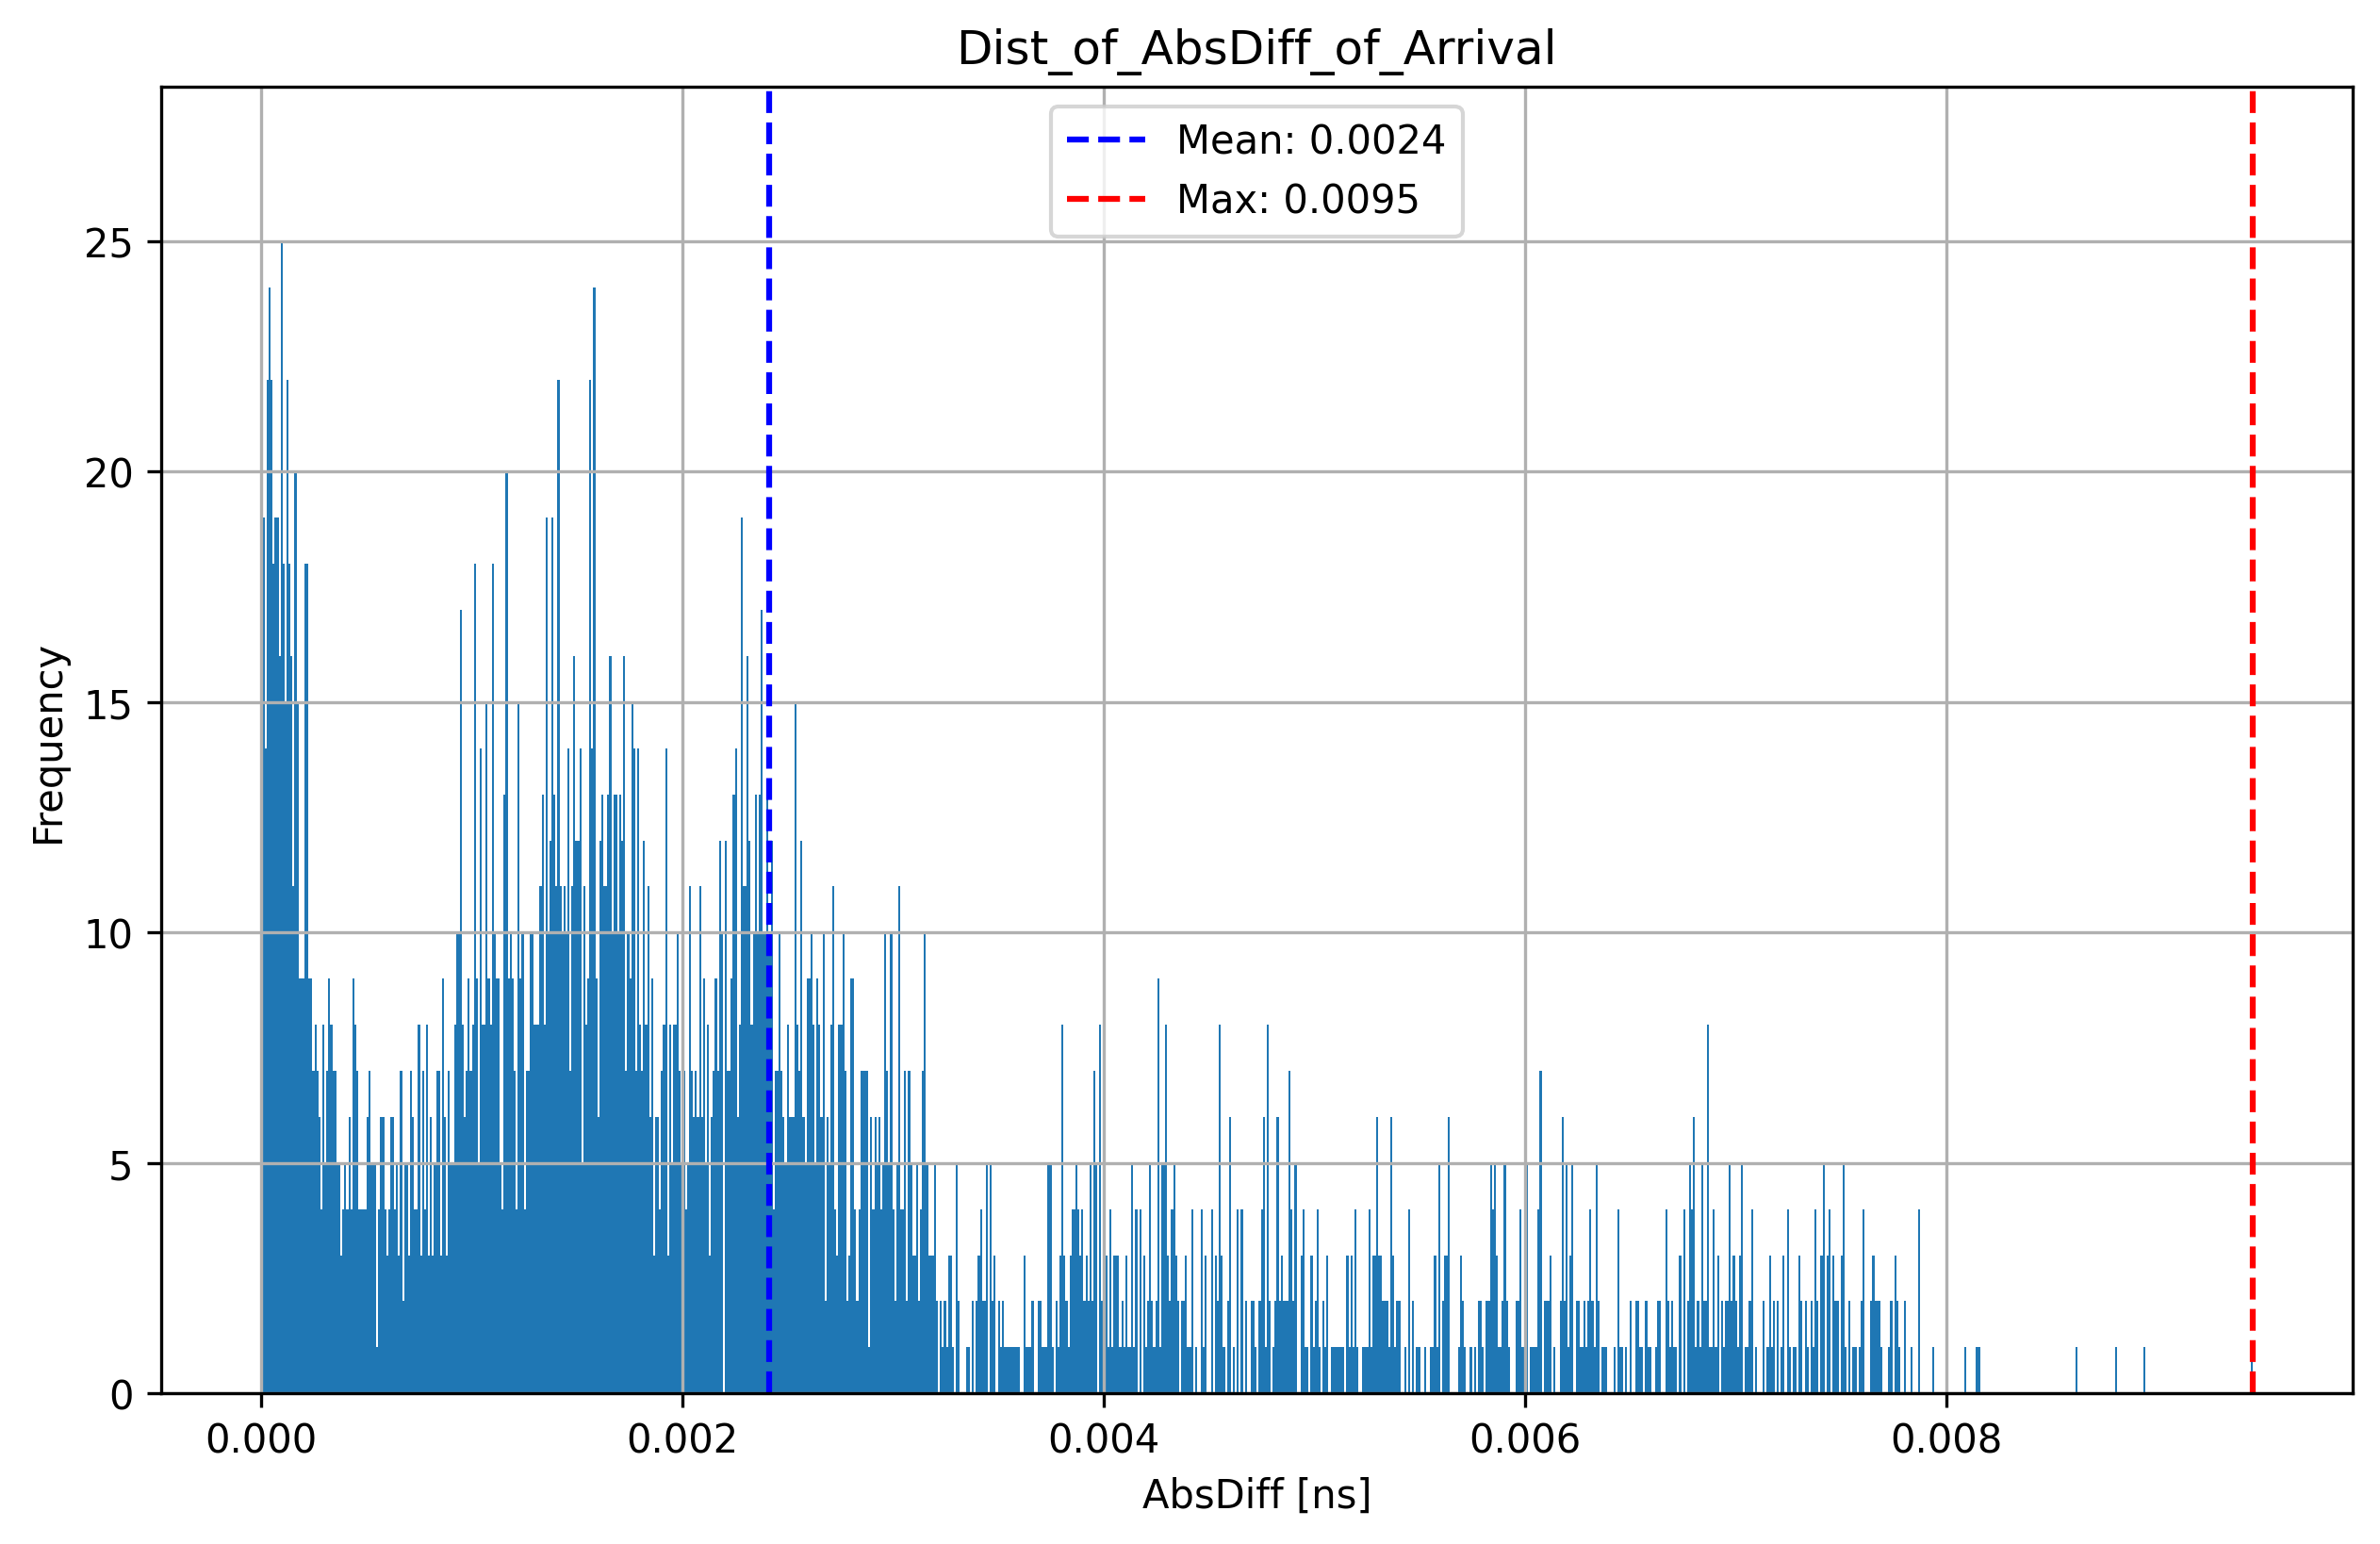 Dist_of_AbsDiff_of_Arrival
Mean: 0.0024
Max: 0.0095
Frequency
25
20
15
10
5
0
0.000 0.002 0.004 0.006 0.008
AbsDiff [ns]